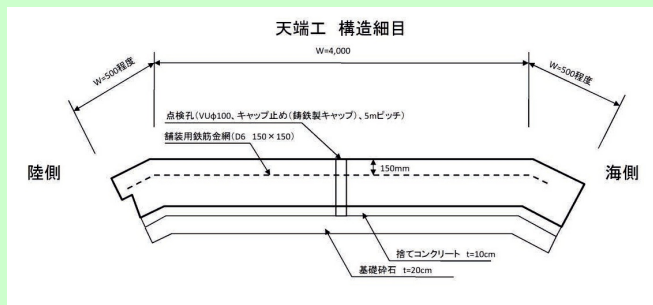 天端工 構造細目
W=4,000
W=500程度
W=500程度
点検孔(VUφ100、キャップ止め(鋳鉄製キャップ)、5mピッチ)
舗装用鉄筋金網(D6 150×150)
陸側
150mm
海側
捨てコンクリート t=10cm
基礎砕石 t=20cm